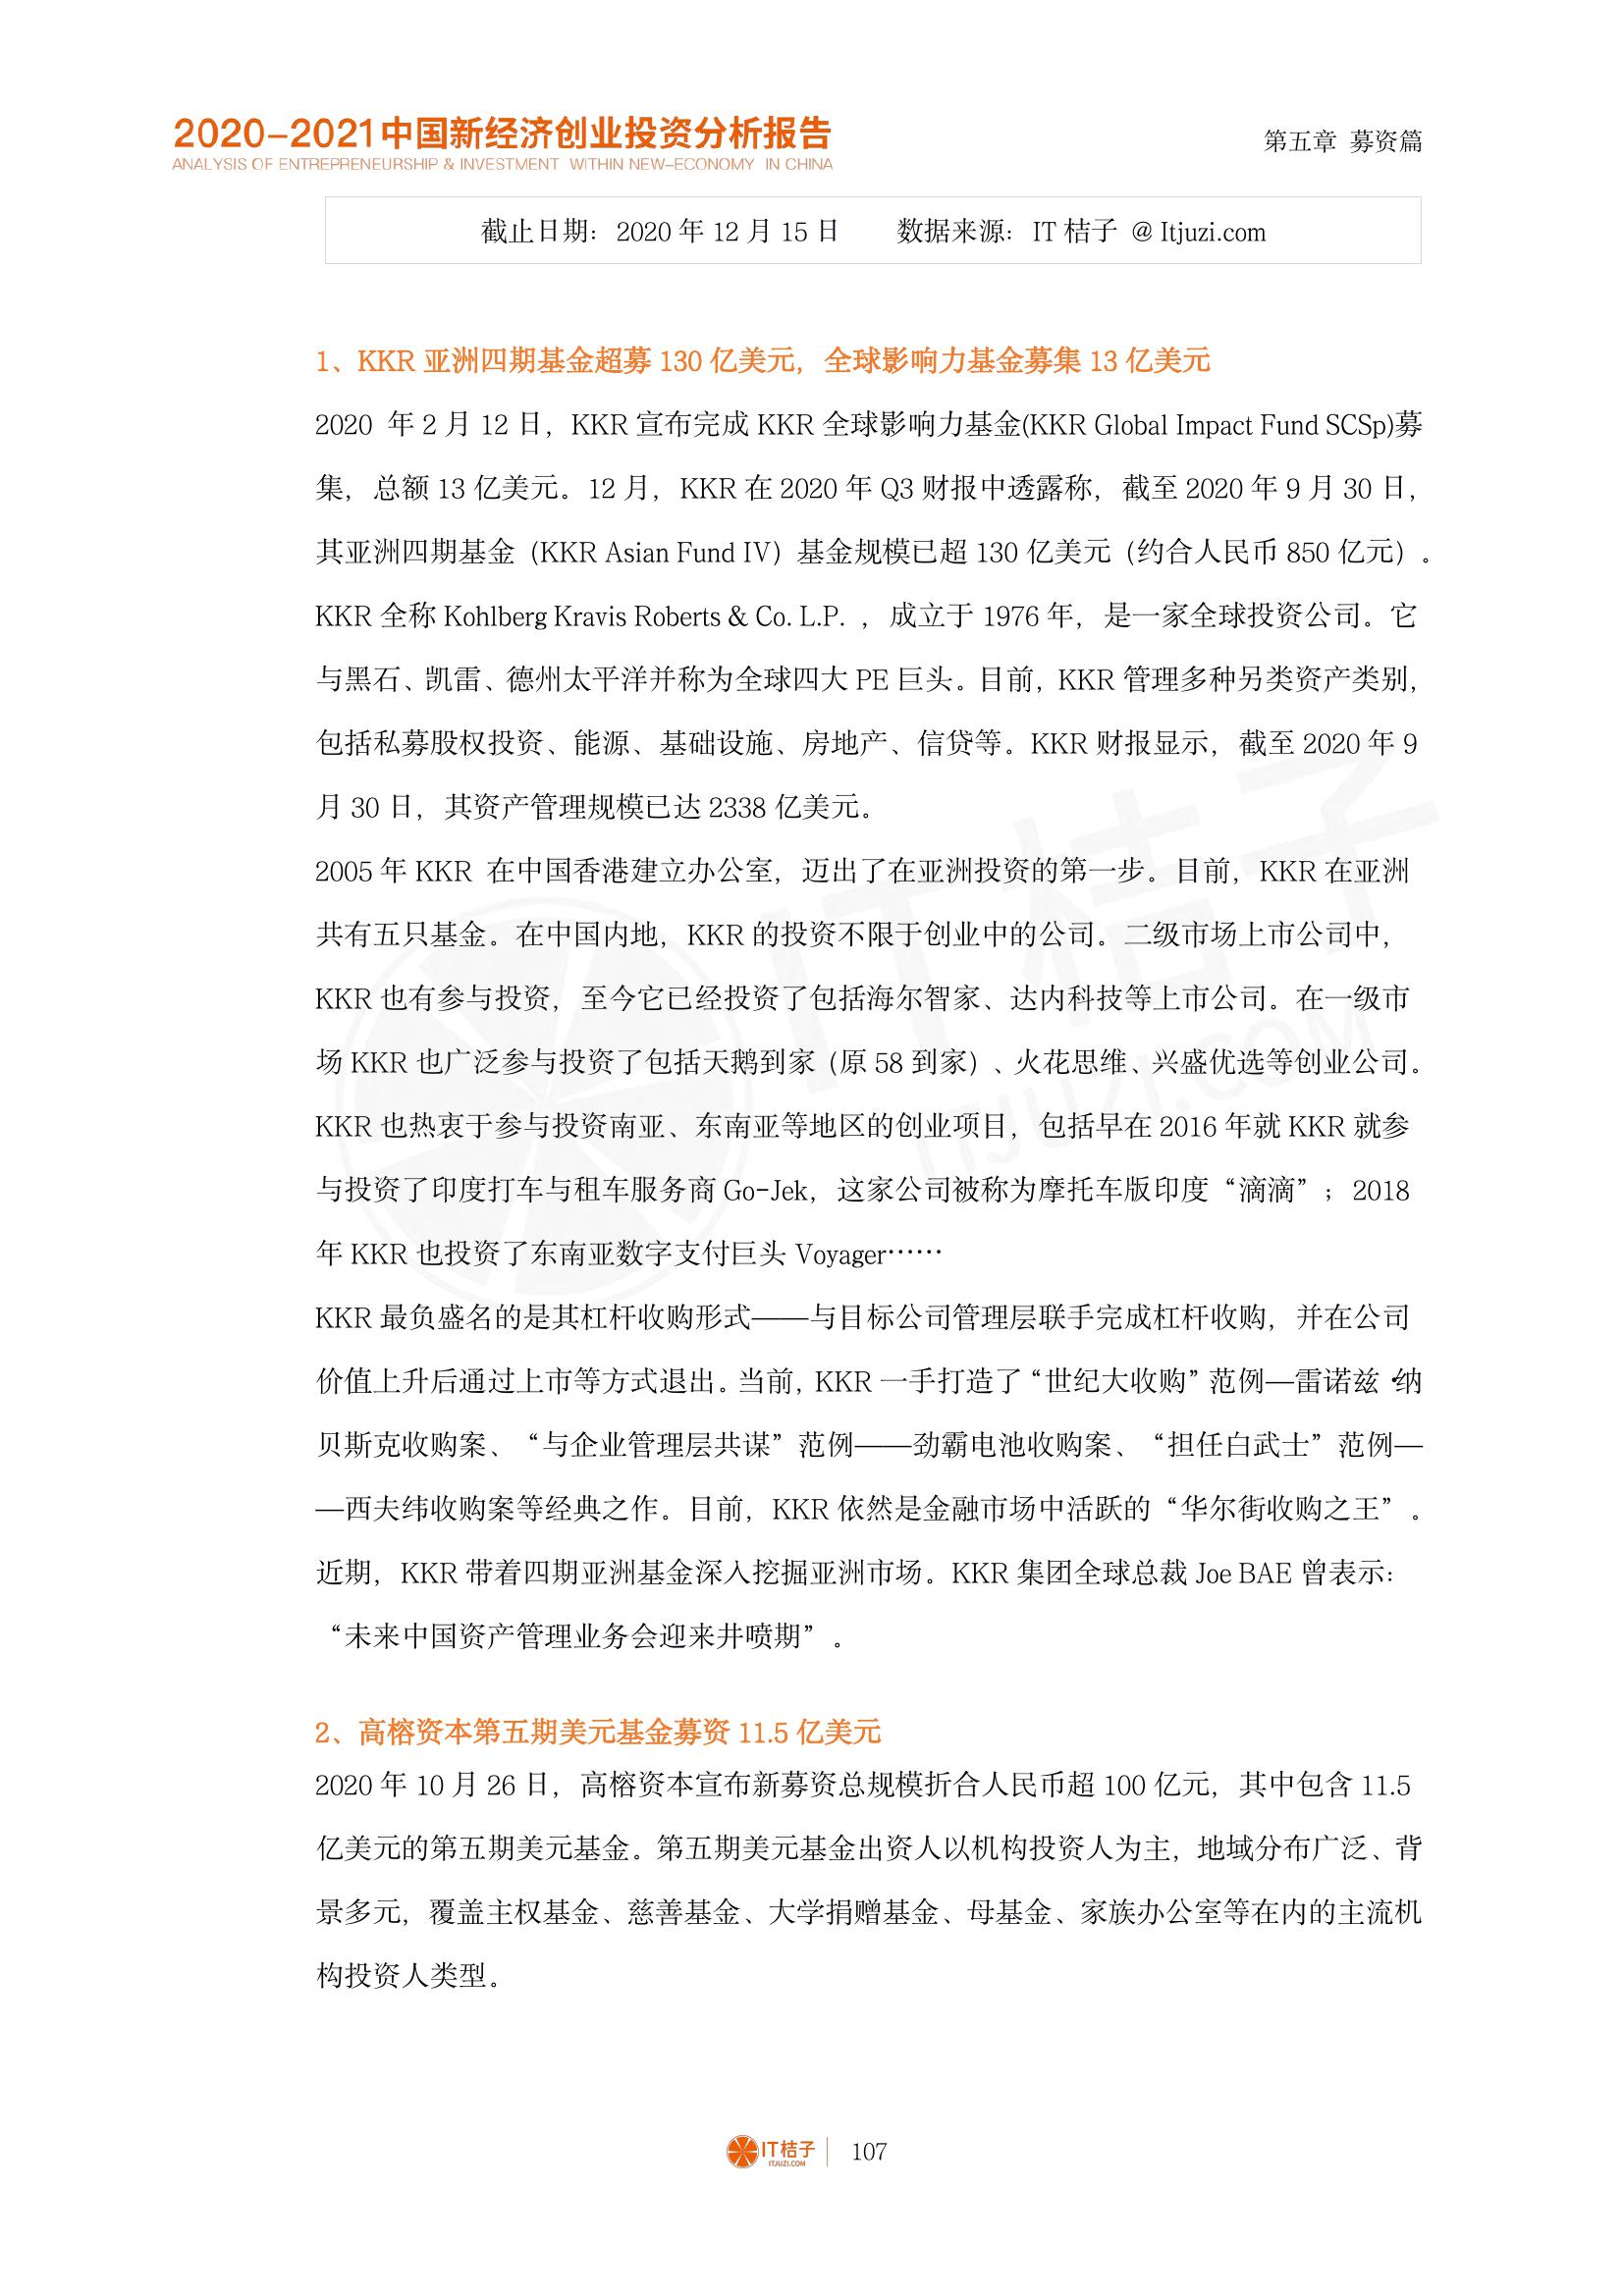 2020-2021中国新经济创业投资分析报告
ANALYSIS OF ENTREPRENEURSHIP & INVESTMENT WITHIN NEW-ECONOMY IN CHINA
第五章 募资篇
截止日期：2020 年 12 月 15 日 数据来源：IT 桔子 @ Itjuzi.com
1、KKR 亚洲四期基金超募 130 亿美元，全球影响力基金募集 13 亿美元
2020 年 2 月 12 日，KKR 宣布完成 KKR 全球影响力基金(KKR Global Impact Fund SCSp)募
集，总额 13 亿美元。12 月，KKR 在 2020 年 Q3 财报中透露称，截至 2020 年 9 月 30 日，
其亚洲四期基金（KKR Asian Fund IV）基金规模已超 130 亿美元（约合人民币 850 亿元）。
KKR 全称 Kohlberg Kravis Roberts & Co. L.P. ，成立于 1976 年，是一家全球投资公司。它
与黑石、凯雷、德州太平洋并称为全球四大 PE 巨头。目前，KKR 管理多种另类资产类别，
包括私募股权投资、能源、基础设施、房地产、信贷等。KKR 财报显示，截至 2020 年 9
月 30 日，其资产管理规模已达 2338 亿美元。
2005 年 KKR 在中国香港建立办公室，迈出了在亚洲投资的第一步。目前，KKR 在亚洲
共有五只基金。在中国内地，KKR 的投资不限于创业中的公司。二级市场上市公司中，
KKR 也有参与投资，至今它已经投资了包括海尔智家、达内科技等上市公司。在一级市
场 KKR 也广泛参与投资了包括天鹅到家（原 58 到家）、火花思维、兴盛优选等创业公司。
KKR 也热衷于参与投资南亚、东南亚等地区的创业项目，包括早在 2016 年就 KKR 就参
与投资了印度打车与租车服务商 Go-Jek，这家公司被称为摩托车版印度“滴滴”；2018
年 KKR 也投资了东南亚数字支付巨头 Voyager……
KKR 最负盛名的是其杠杆收购形式——与目标公司管理层联手完成杠杆收购，并在公司
价值上升后通过上市等方式退出。当前，KKR 一手打造了“世纪大收购”范例—雷诺兹·纳
贝斯克收购案、“与企业管理层共谋”范例——劲霸电池收购案、“担任白武士”范例—
—西夫纬收购案等经典之作。目前，KKR 依然是金融市场中活跃的“华尔街收购之王”。
近期，KKR 带着四期亚洲基金深入挖掘亚洲市场。KKR 集团全球总裁 Joe BAE 曾表示：
“未来中国资产管理业务会迎来井喷期”。
2、高榕资本第五期美元基金募资 11.5 亿美元
2020 年 10 月 26 日，高榕资本宣布新募资总规模折合人民币超 100 亿元，其中包含 11.5
亿美元的第五期美元基金。第五期美元基金出资人以机构投资人为主，地域分布广泛、背
景多元，覆盖主权基金、慈善基金、大学捐赠基金、母基金、家族办公室等在内的主流机
构投资人类型。
IT桔子
ITJUZI.COM
107
IT桔子
ITJUZI.COM